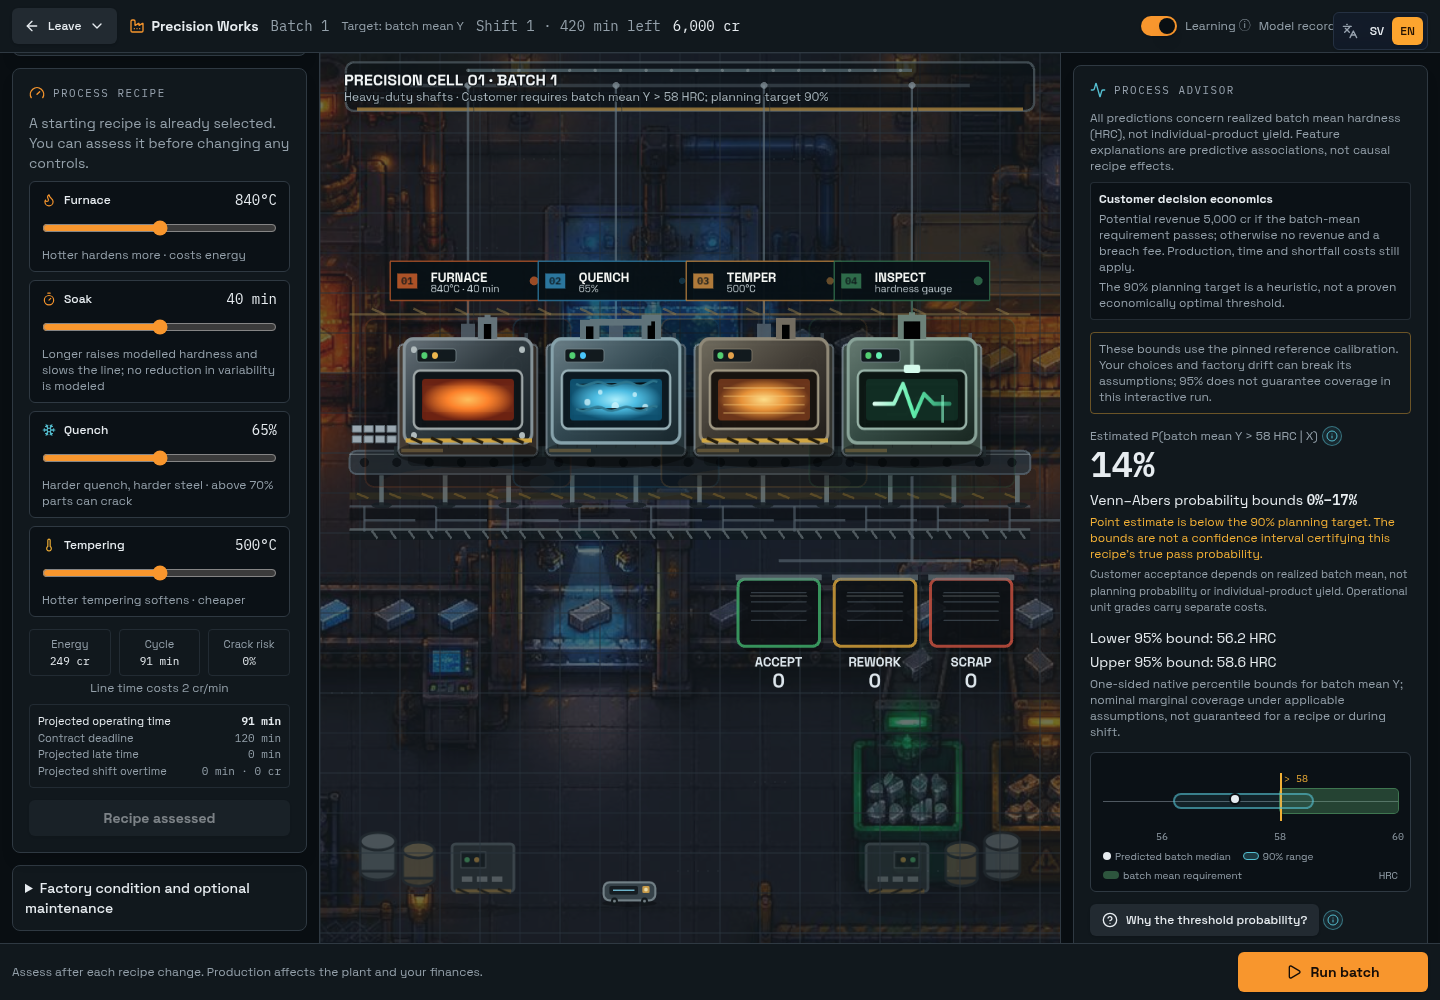 Leave
Precision Works
Batch 1
Target: batch mean Y
Shift 1 · 420 min left
6,000 cr
Learning
Model record
SV
EN
PROCESS RECIPE
A starting recipe is already selected.
You can assess it before changing any
controls.
Furnace
840°C
Hotter hardens more · costs energy
Soak
40 min
Longer raises modelled hardness and
slows the line; no reduction in variability
is modeled
Quench
65%
Harder quench, harder steel · above 70%
parts can crack
Tempering
500°C
Hotter tempering softens · cheaper
Energy
249 cr
Cycle
91 min
Crack risk
0%
Line time costs 2 cr/min
Projected operating time 91 min
Contract deadline 120 min
Projected late time 0 min
Projected shift overtime 0 min · 0 cr
Recipe assessed
Factory condition and optional
maintenance
PRECISION CELL 01 · BATCH 1
Heavy-duty shafts · Customer requires batch mean Y > 58 HRC; planning target 90%
01 FURNACE
840°C · 40 min
02 QUENCH
65%
03 TEMPER
500°C
04 INSPECT
hardness gauge
ACCEPT
0
REWORK
0
SCRAP
0
PROCESS ADVISOR
All predictions concern realized batch mean hardness
(HRC), not individual-product yield. Feature
explanations are predictive associations, not causal
recipe effects.
Customer decision economics
Potential revenue 5,000 cr if the batch-mean
requirement passes; otherwise no revenue and a
breach fee. Production, time and shortfall costs still
apply.
The 90% planning target is a heuristic, not a proven
economically optimal threshold.
These bounds use the pinned reference calibration.
Your choices and factory drift can break its
assumptions; 95% does not guarantee coverage in
this interactive run.
Estimated P(batch mean Y > 58 HRC | X)
14%
Venn–Abers probability bounds 0%–17%
Point estimate is below the 90% planning target. The
bounds are not a confidence interval certifying this
recipe's true pass probability.
Customer acceptance depends on realized batch mean, not
planning probability or individual-product yield. Operational
unit grades carry separate costs.
Lower 95% bound: 56.2 HRC
Upper 95% bound: 58.6 HRC
One-sided native percentile bounds for batch mean Y;
nominal marginal coverage under applicable
assumptions, not guaranteed for a recipe or during
shift.
> 58
56
58
60
Predicted batch median
90% range
batch mean requirement
HRC
Why the threshold probability?
Assess after each recipe change. Production affects the plant and your finances.
Run batch